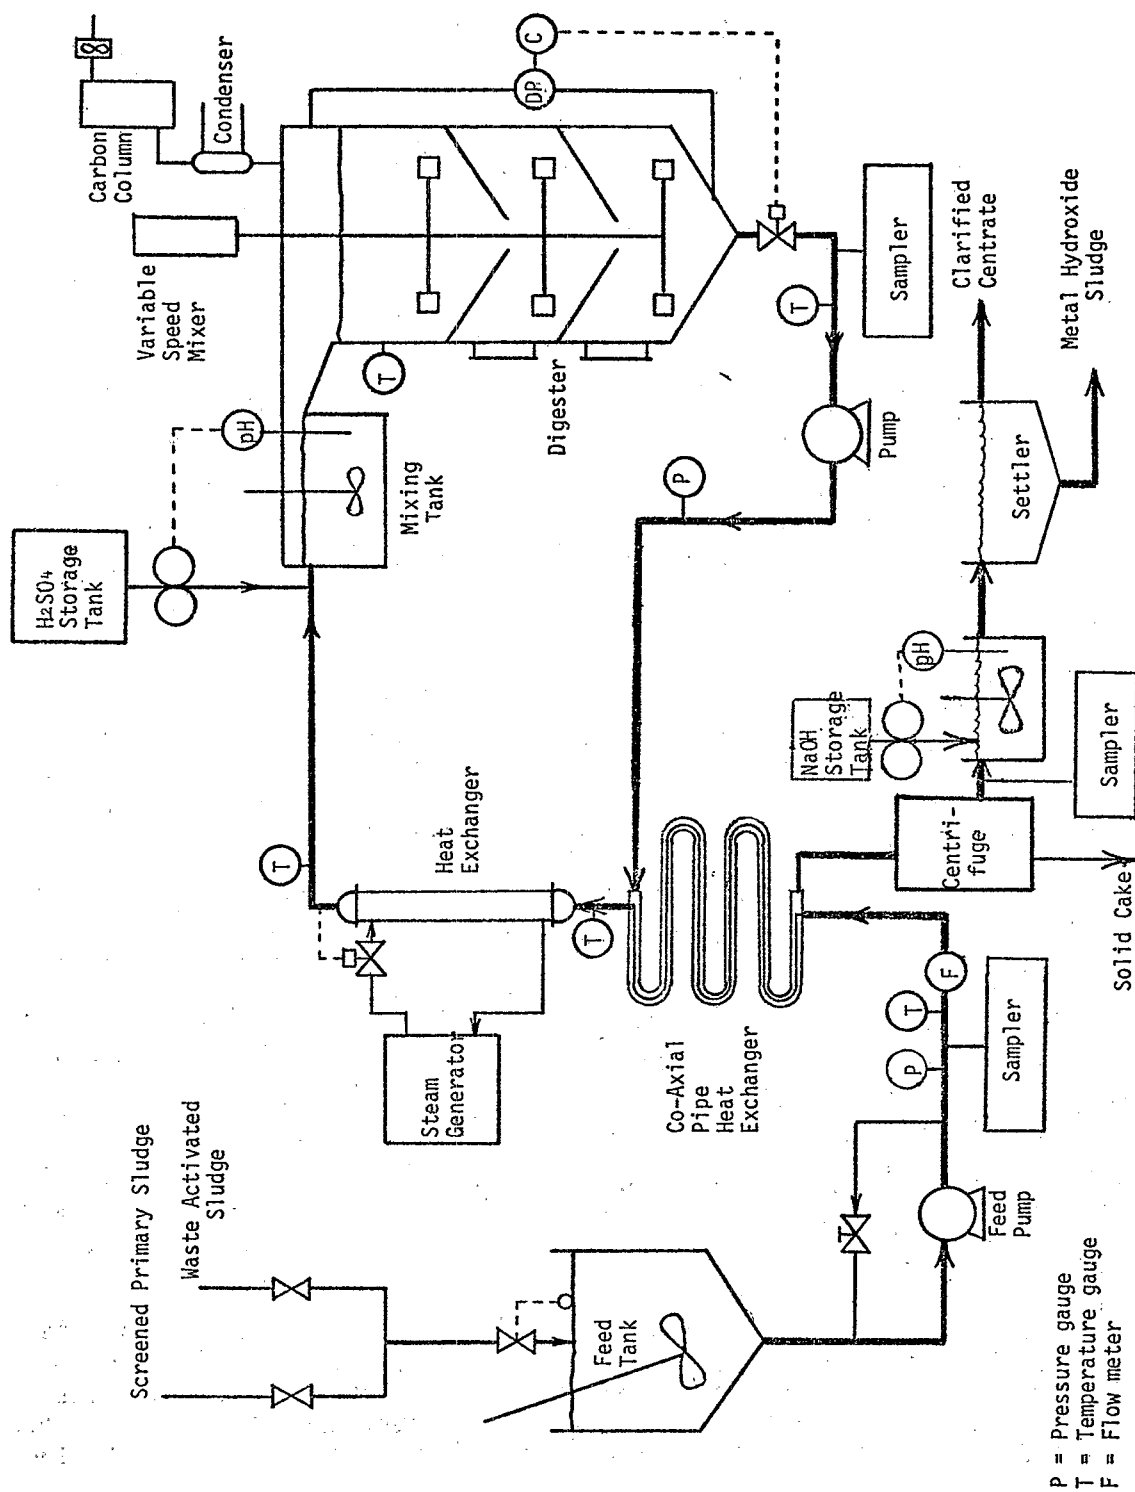 Screened Primary Sludge
Waste Activated
Sludge
Feed
Tank
Feed
Pump
P = Pressure gauge
T = Temperature gauge
F = Flow meter
P
T
F
Sampler
Steam
Generator
Co-Axial
Pipe
Heat
Exchanger
T
Heat
Exchanger
T
H2SO4
Storage
Tank
pH
Mixing
Tank
Variable
Speed
Mixer
Carbon
Column
Condenser
T
Digester
DP
C
T
Sampler
Pump
P
Centri-
fuge
Solid Cake
Sampler
NaOH
Storage
Tank
pH
Settler
Clarified
Centrate
Metal Hydroxide
Sludge